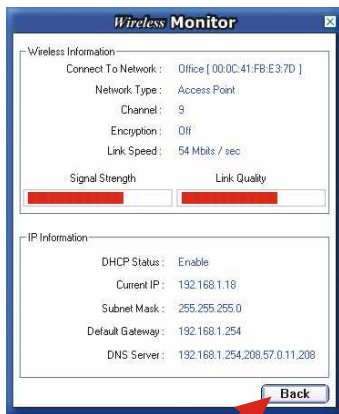 Wireless Monitor
Wireless Information
Connect To Network : Office [ 00:0C:41:FB:E3:7D ]
Network Type : Access Point
Channel : 9
Encryption : Off
Link Speed : 54 Mbits / sec
Signal Strength Link Quality
IP Information
DHCP Status : Enable
Current IP : 192.168.1.18
Subnet Mask : 255.255.255.0
Default Gateway : 192.168.1.254
DNS Server : 192.168.1.254,208.57.0.11,208
Back